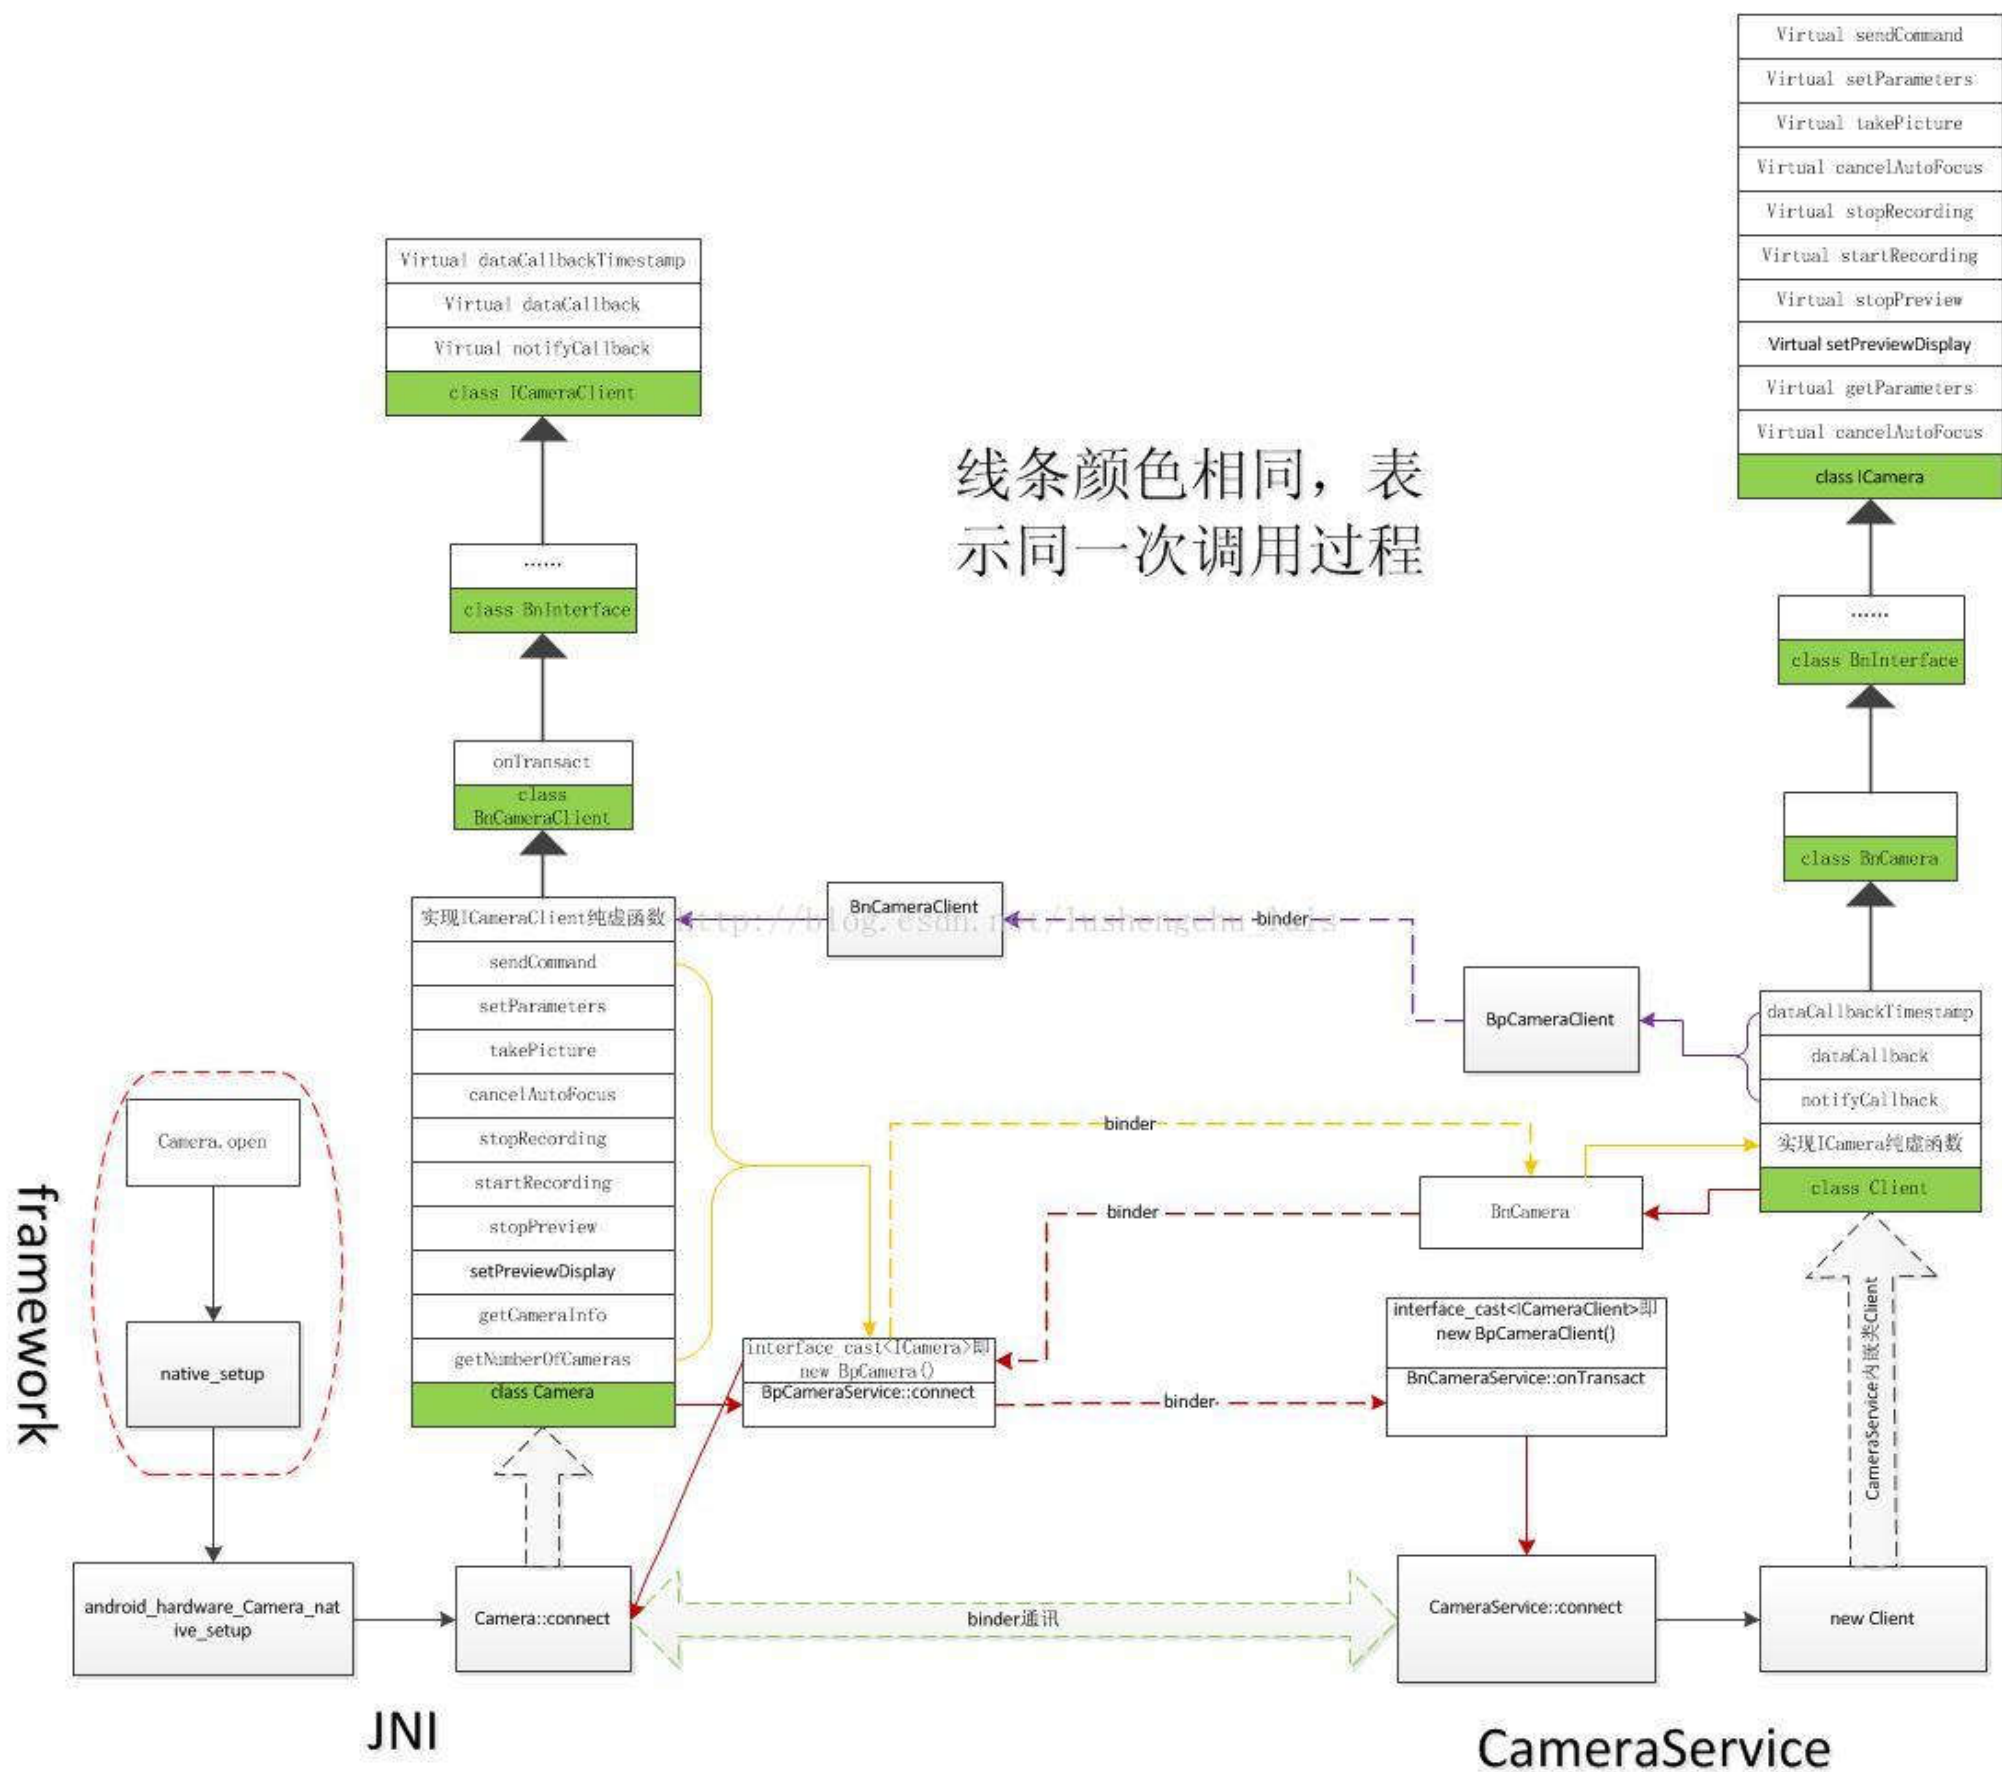 Virtual sendCommand
Virtual setParameters
Virtual takePicture
Virtual cancelAutoFocus
Virtual stopRecording
Virtual startRecording
Virtual stopPreview
Virtual setPreviewDisplay
Virtual getParameters
Virtual cancelAutoFocus
class ICamera
Virtual dataCallbackTimestamp
Virtual dataCallback
Virtual notifyCallback
class ICameraClient
线条颜色相同，表
示同一次调用过程
......
class BnInterface
......
class BnInterface
onTransact
class
BnCameraClient
class BnCamera
实现ICameraClient纯虚函数
sendCommand
setParameters
takePicture
cancelAutoFocus
stopRecording
startRecording
stopPreview
setPreviewDisplay
getCameraInfo
getNumberOfCameras
class Camera
BnCameraClient
http://blog.csdn.net/lushengchu_luis
binder
BpCameraClient
dataCallbackTimestamp
dataCallback
notifyCallback
实现ICamera纯虚函数
class Client
binder
binder
BnCamera
Camera.open
native_setup
framework
interface_cast<ICamera>即
new BpCamera()
BpCameraService::connect
binder
interface_cast<ICameraClient>即
new BpCameraClient()
BnCameraService::onTransact
CameraService内嵌类Client
android_hardware_Camera_nat
ive_setup
Camera::connect
binder通讯
CameraService::connect
new Client
JNI
CameraService